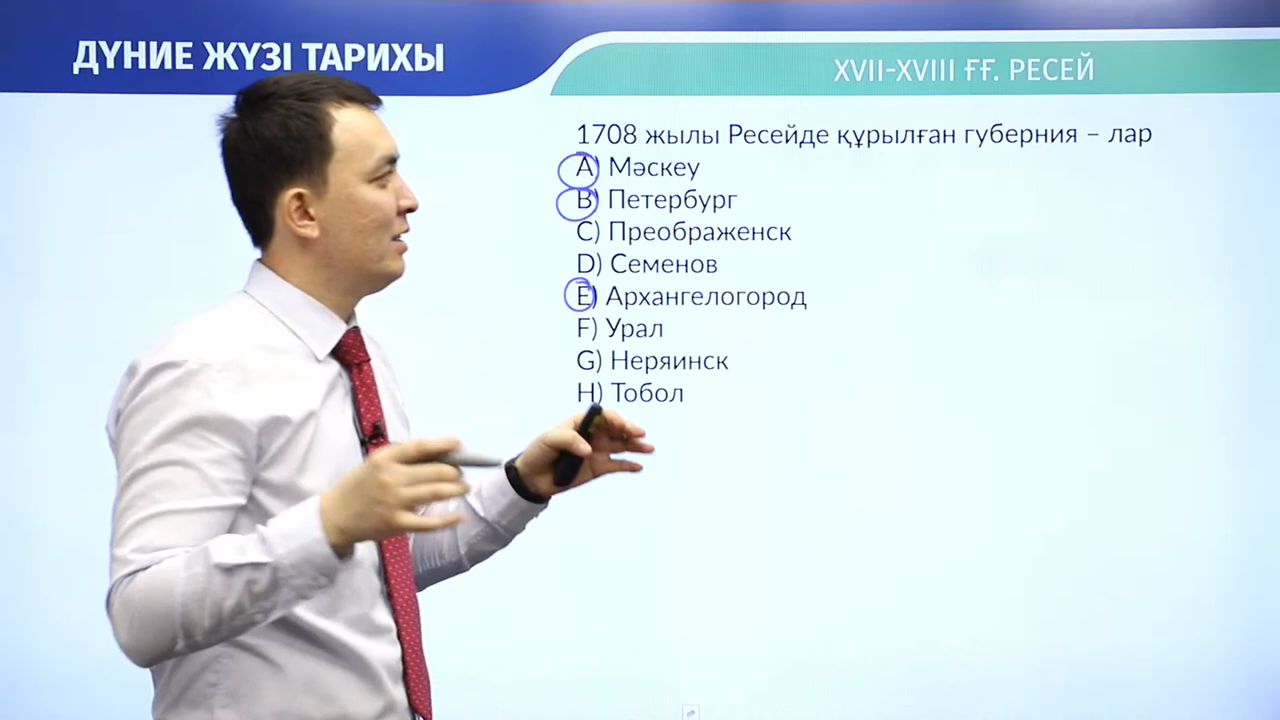 ДҮНИЕ ЖҮЗІ ТАРИХЫ
XVII-XVIII ҒҒ. РЕСЕЙ
1708 жылы Ресейде құрылған губерния – лар
A) Мәскеу
B) Петербург
C) Преображенск
D) Семенов
E) Архангелогород
F) Урал
G) Неряинск
H) Тобол